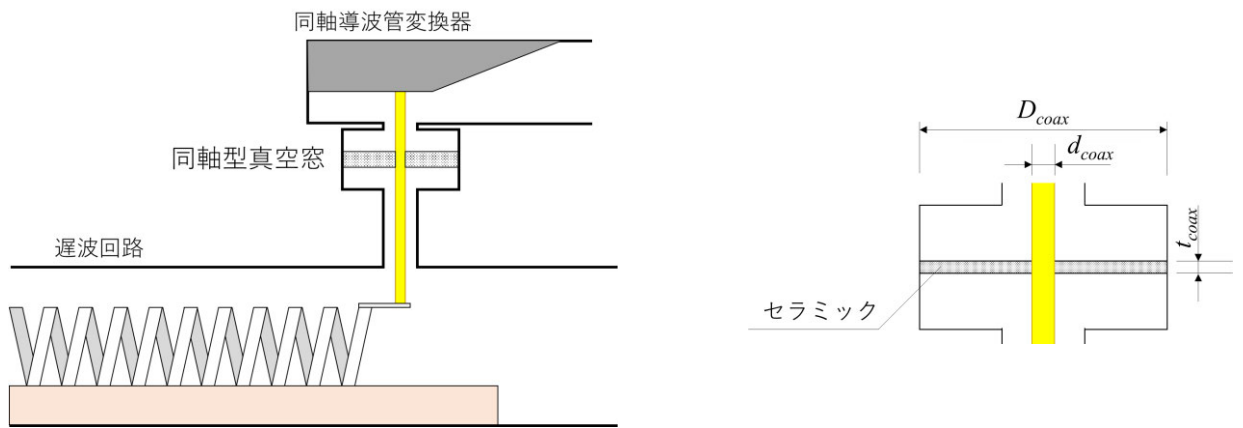 同軸導波管変換器
同軸型真空窓
遅波回路
D_coax
d_coax
t_coax
セラミック